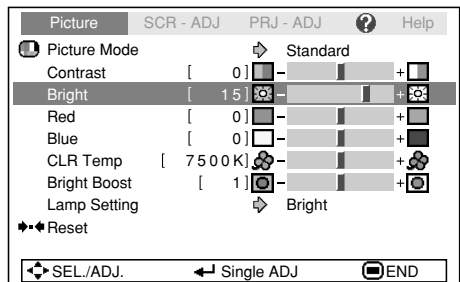 Picture SCR - ADJ PRJ - ADJ ? Help
Picture Mode Standard
Contrast [ 0] - +
Bright [ 15] - +
Red [ 0] - +
Blue [ 0] - +
CLR Temp [ 7500K] - +
Bright Boost [ 1] - +
Lamp Setting Bright
Reset
SEL./ADJ. Single ADJ END